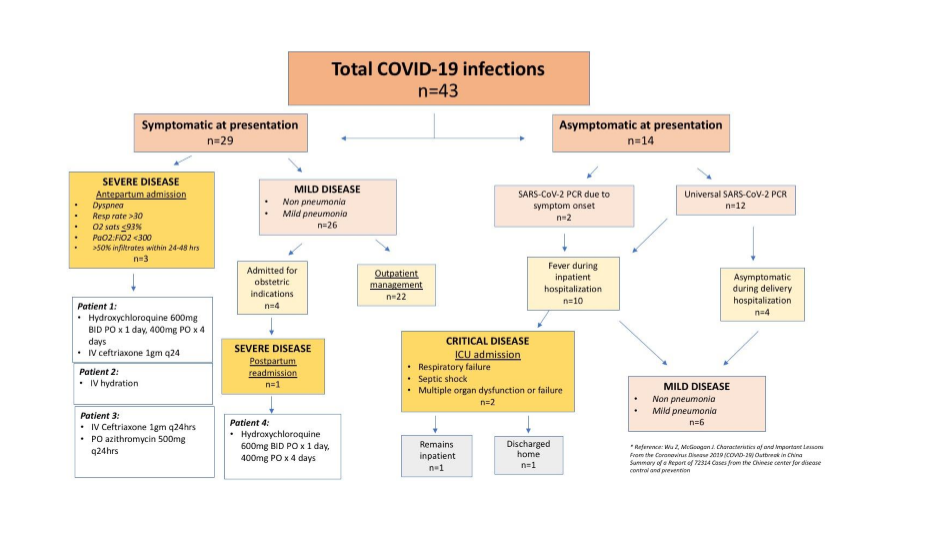 Total COVID-19 infections
n=43
Symptomatic at presentation
n=29
Asymptomatic at presentation
n=14
SEVERE DISEASE
Antepartum admission
• Dyspnea
• Resp rate >30
• O2 sats ≤93%
• PaO2:FiO2 <300
• >50% infiltrates within 24-48 hrs
n=3
MILD DISEASE
• Non pneumonia
• Mild pneumonia
n=26
SARS-CoV-2 PCR due to
symptom onset
n=2
Universal SARS-CoV-2 PCR
n=12
Admitted for
obstetric
indications
n=4
Outpatient
management
n=22
Fever during
inpatient
hospitalization
n=10
Asymptomatic
during delivery
hospitalization
n=4
Patient 1:
• Hydroxychloroquine 600mg
BID PO x 1 day, 400mg PO x 4
days
• IV ceftriaxone 1gm q24
Patient 2:
• IV hydration
Patient 3:
• IV Ceftriaxone 1gm q24hrs
• PO azithromycin 500mg
q24hrs
SEVERE DISEASE
Postpartum
readmission
n=1
Patient 4:
• Hydroxychloroquine
600mg BID PO x 1 day,
400mg PO x 4 days
CRITICAL DISEASE
ICU admission
• Respiratory failure
• Septic shock
• Multiple organ dysfunction or failure
n=2
Remains
inpatient
n=1
Discharged
home
n=1
MILD DISEASE
• Non pneumonia
• Mild pneumonia
n=6
* Reference: Wu Z, McGoogan J. Characteristics of and Important Lessons
From the Coronavirus Disease 2019 (COVID-19) Outbreak in China
Summary of a Report of 72314 Cases from the Chinese center for disease
control and prevention